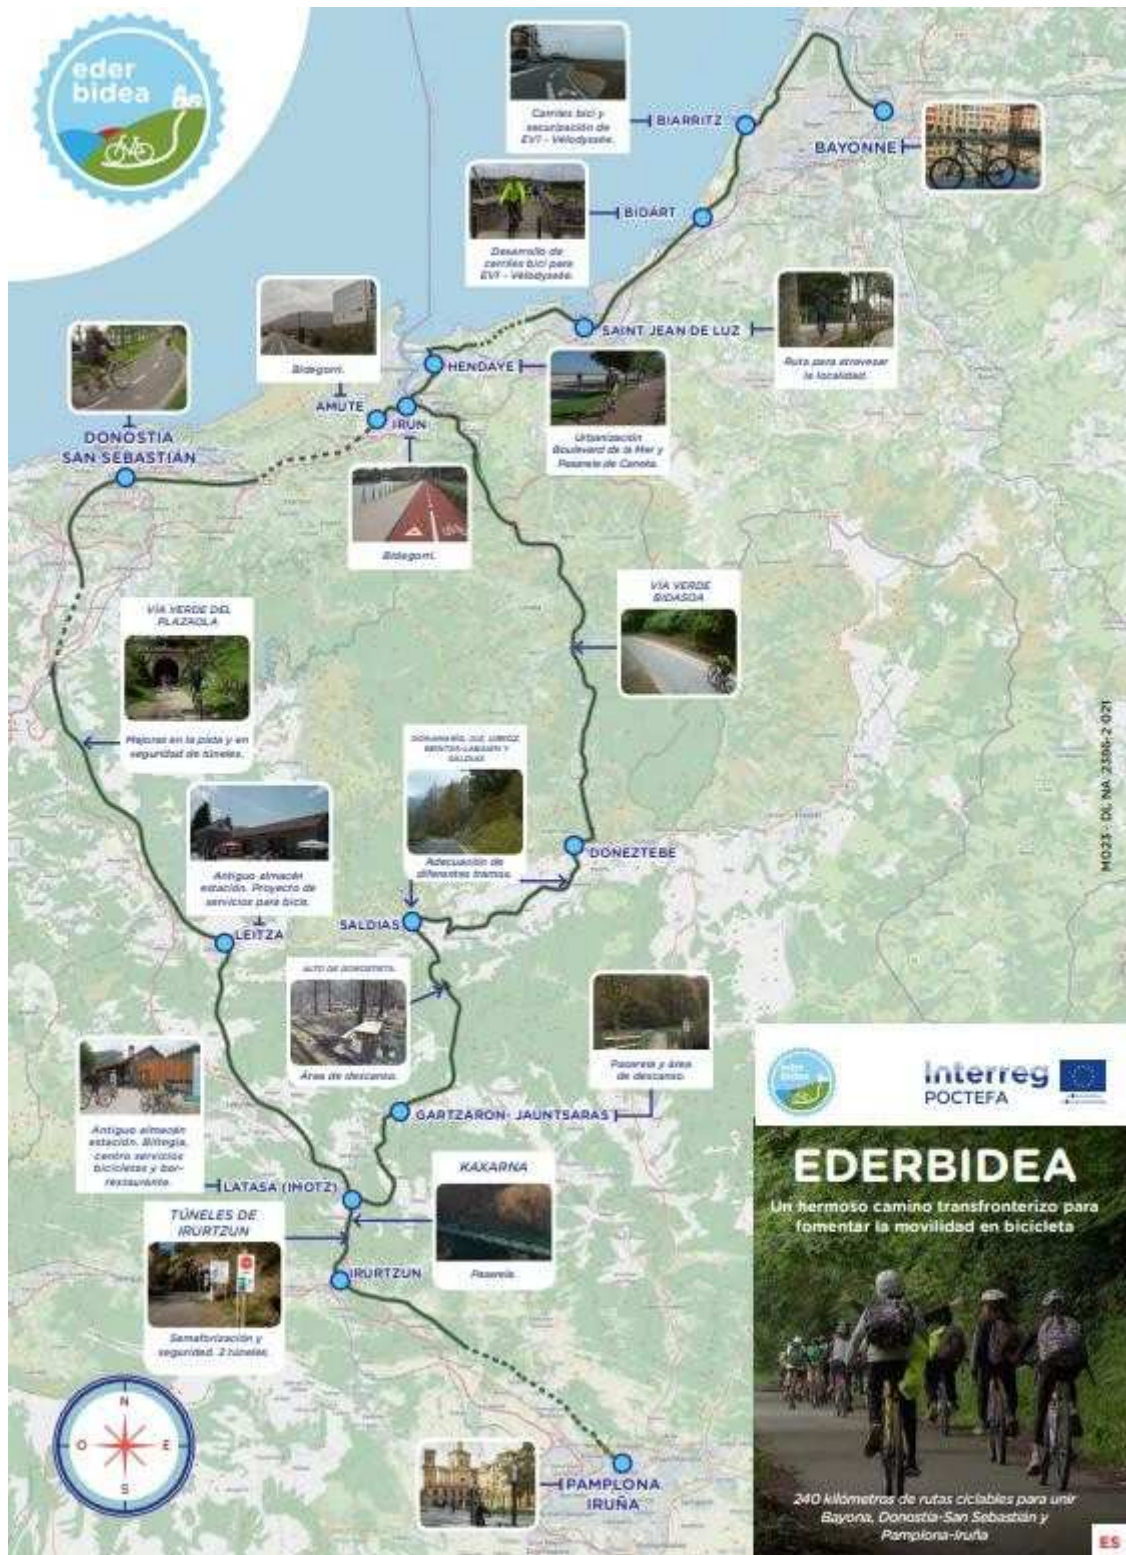 eder
bidea
Carriles bici y
securización de
EV1 - Vélodyssée.
BIARRITZ
BAYONNE
BIDART
Desarrollo de
carriles bici para
EV1 - Vélodyssée.
SAINT JEAN DE LUZ
Ruta para atravesar
la localidad.
HENDAYE
Urbanización
Boulevard de la Mer y
Pasarela de Caneta.
Bidegorri.
AMUTE
IRUN
Bidegorri.
DONOSTIA
SAN SEBASTIÁN
VÍA VERDE
BIDASOA
VÍA VERDE DEL
PLAZAOLA
Mejoras en la pista y en
seguridad de túneles.
SALDIAS
Adecuación de
diferentes tramos.
DONEZTEBE
SALDIAS
Antiguo almacén
estación. Proyecto de
servicios para bicis.
LEITZA
Área de descanso.
Pasarela y área
de descanso.
GARTZARON- JAUNTSARAS
Antiguo almacén
estación. Biltegia,
centro servicios
bicicletas y bar-
restaurante.
LATASA (IMOTZ)
KAXARNA
Pasarela.
TÚNELES DE
IRURTZUN
Semaforización y
seguridad. 2 túneles.
IRURTZUN
N
O
E
S
PAMPLONA
IRUÑA
eder
bidea
Interreg
POCTEFA
EDERBIDEA
Un hermoso camino transfronterizo para
fomentar la movilidad en bicicleta
240 kilómetros de rutas ciclables para unir
Bayona, Donostia-San Sebastián y
Pamplona-Iruña
ES